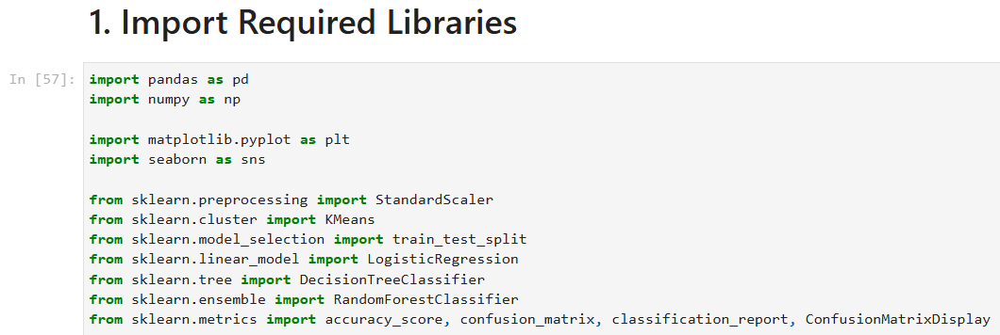 1. Import Required Libraries
In [57]:
import pandas as pd
import numpy as np
import matplotlib.pyplot as plt
import seaborn as sns
from sklearn.preprocessing import StandardScaler
from sklearn.cluster import KMeans
from sklearn.model_selection import train_test_split
from sklearn.linear_model import LogisticRegression
from sklearn.tree import DecisionTreeClassifier
from sklearn.ensemble import RandomForestClassifier
from sklearn.metrics import accuracy_score, confusion_matrix, classification_report, ConfusionMatrixDisplay